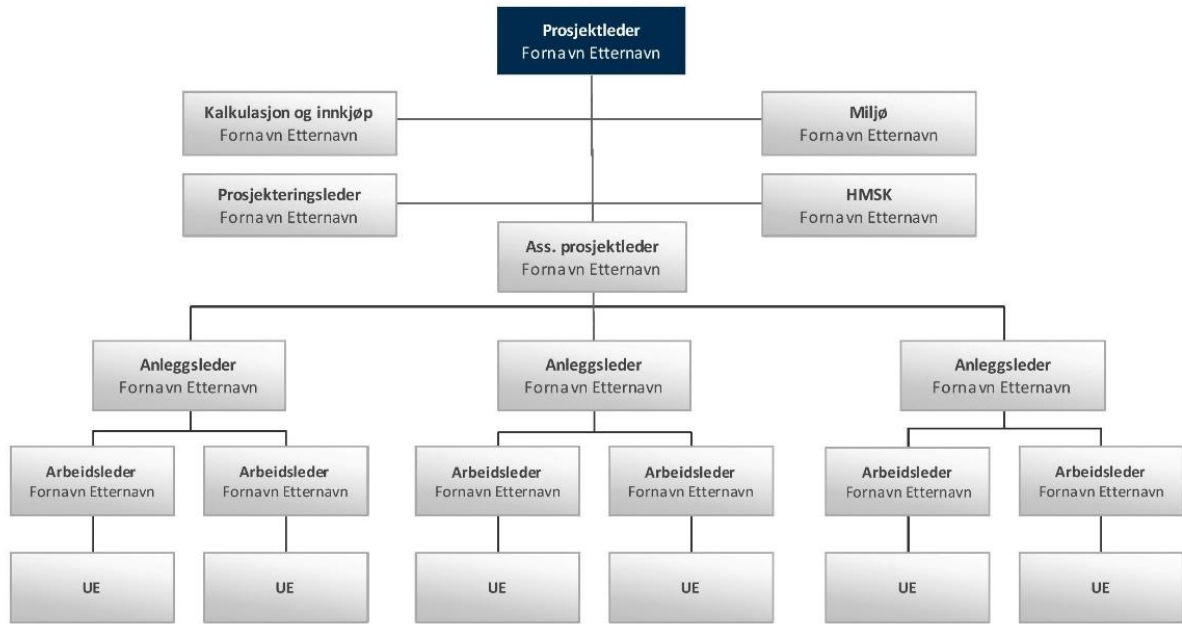 Prosjektleder
Fornavn Etternavn
Kalkulasjon og innkjøp
Fornavn Etternavn
Miljø
Fornavn Etternavn
Prosjekteringsleder
Fornavn Etternavn
HMSK
Fornavn Etternavn
Ass. prosjektleder
Fornavn Etternavn
Anleggsleder
Fornavn Etternavn
Anleggsleder
Fornavn Etternavn
Anleggsleder
Fornavn Etternavn
Arbeidsleder
Fornavn Etternavn
Arbeidsleder
Fornavn Etternavn
Arbeidsleder
Fornavn Etternavn
Arbeidsleder
Fornavn Etternavn
Arbeidsleder
Fornavn Etternavn
Arbeidsleder
Fornavn Etternavn
UE
UE
UE
UE
UE
UE